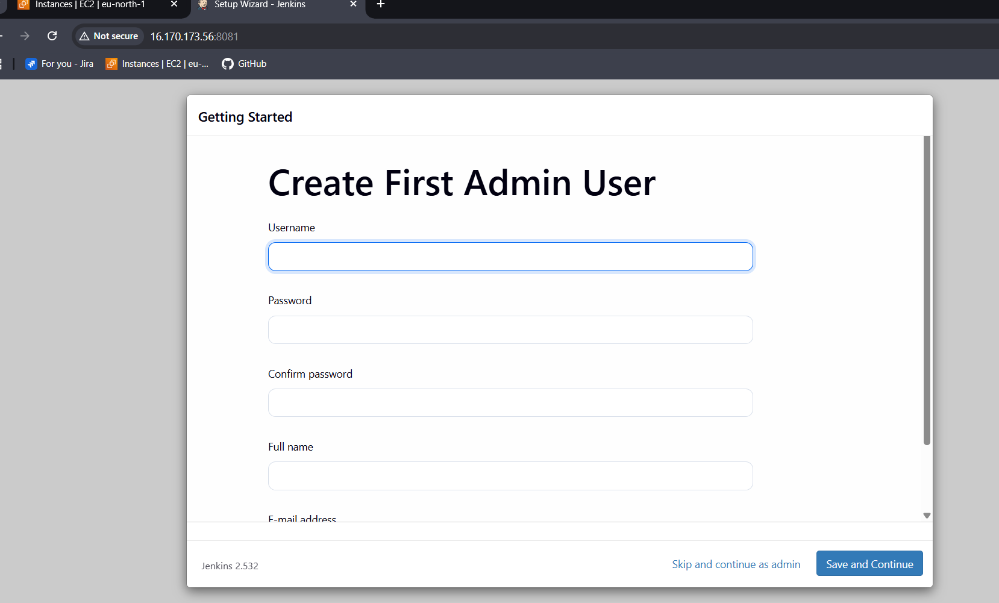 Instances | EC2 | eu-north-1
Setup Wizard - Jenkins
Not secure
16.170.173.56:8081
For you - Jira
Instances | EC2 | eu-...
GitHub
Getting Started
Create First Admin User
Username
Password
Confirm password
Full name
E-mail address
Jenkins 2.532
Skip and continue as admin
Save and Continue